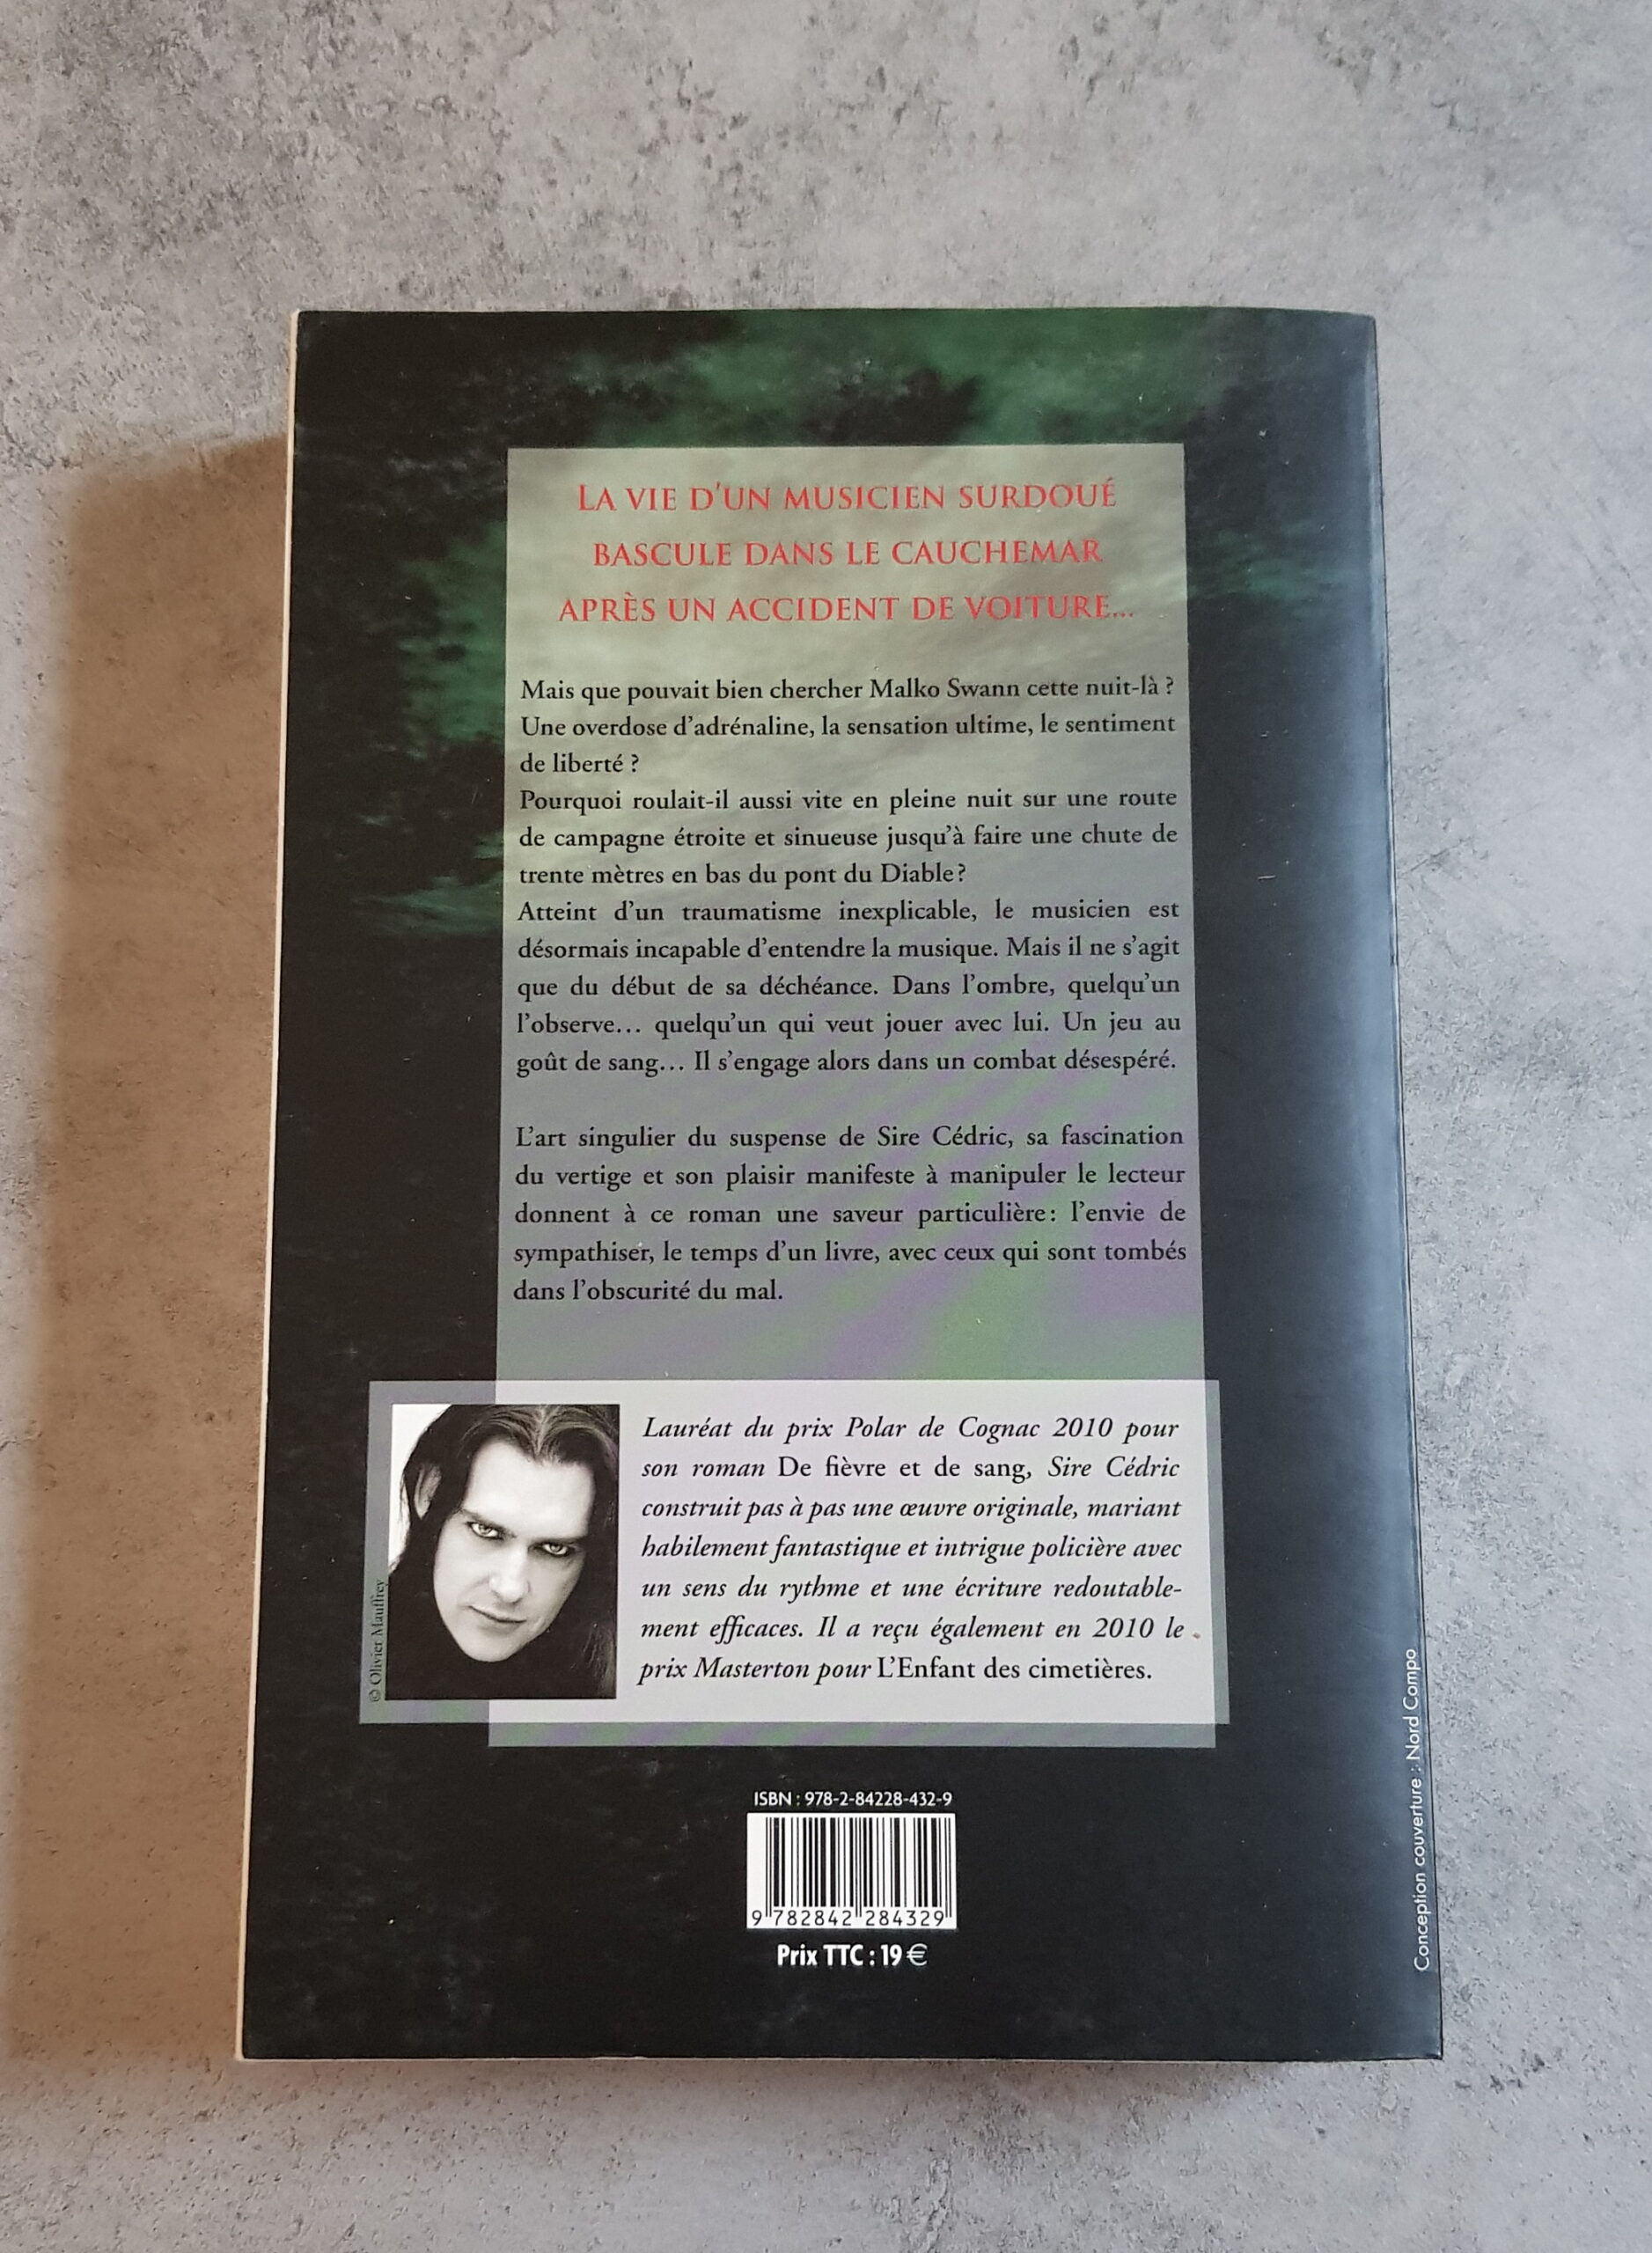 LA VIE D'UN MUSICIEN SURDOUÉ
BASCULE DANS LE CAUCHEMAR
APRÈS UN ACCIDENT DE VOITURE...
Mais que pouvait bien chercher Malko Swann cette nuit-là ?
Une overdose d'adrénaline, la sensation ultime, le sentiment
de liberté ?
Pourquoi roulait-il aussi vite en pleine nuit sur une route
de campagne étroite et sinueuse jusqu'à faire une chute de
trente mètres en bas du pont du Diable ?
Atteint d'un traumatisme inexplicable, le musicien est
désormais incapable d'entendre la musique. Mais il ne s'agit
que du début de sa déchéance. Dans l'ombre, quelqu'un
l'observe… quelqu'un qui veut jouer avec lui. Un jeu au
goût de sang… Il s'engage alors dans un combat désespéré.
L'art singulier du suspense de Sire Cédric, sa fascination
du vertige et son plaisir manifeste à manipuler le lecteur
donnent à ce roman une saveur particulière : l'envie de
sympathiser, le temps d'un livre, avec ceux qui sont tombés
dans l'obscurité du mal.
© Olivier Mauffrey
Lauréat du prix Polar de Cognac 2010 pour
son roman De fièvre et de sang, Sire Cédric
construit pas à pas une œuvre originale, mariant
habilement fantastique et intrigue policière avec
un sens du rythme et une écriture redoutable-
ment efficaces. Il a reçu également en 2010 le
prix Masterton pour L'Enfant des cimetières.
ISBN : 978-2-84228-432-9
9 782842 284329
Prix TTC : 19 €
Conception couverture : Nord Compo